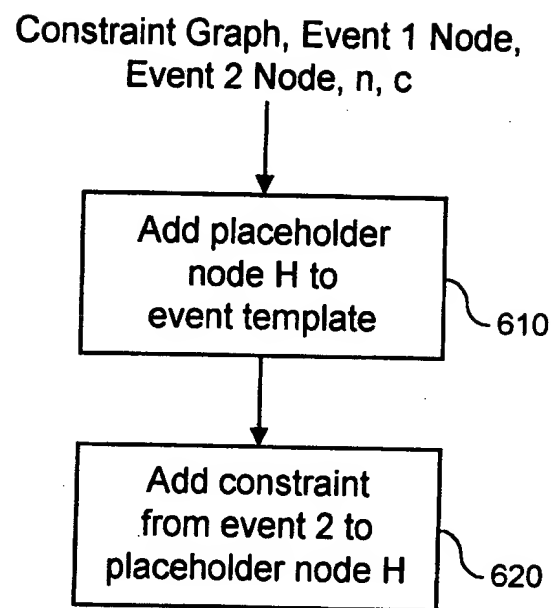 Constraint Graph, Event 1 Node,
Event 2 Node, n, c
Add placeholder
node H to
event template
610
Add constraint
from event 2 to
placeholder node H
620